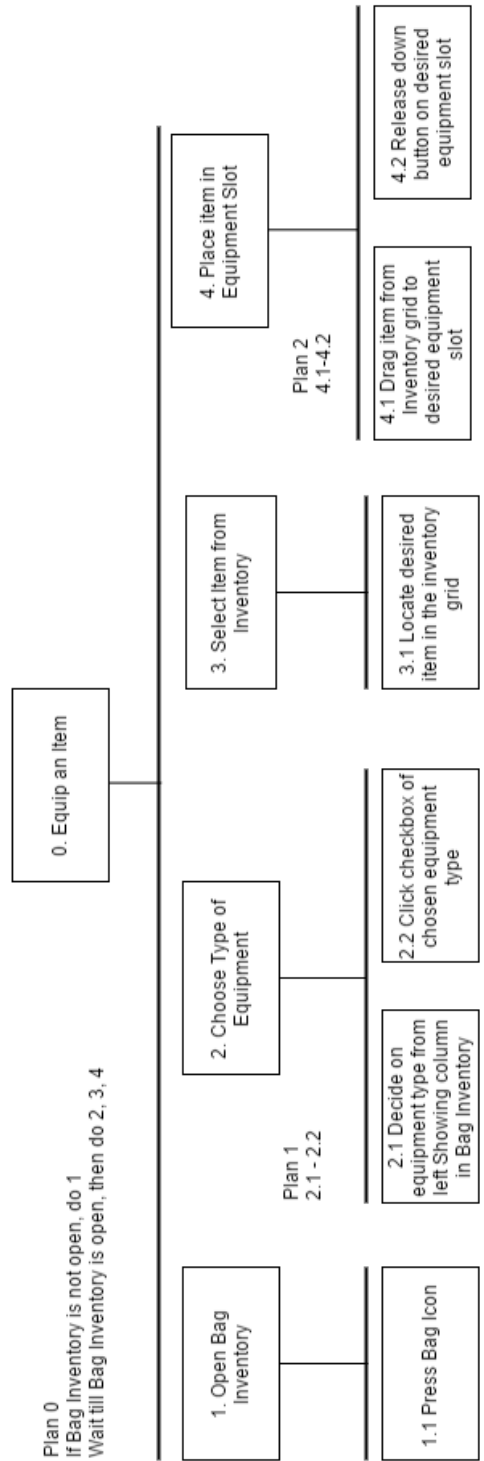 Plan 0
If Bag Inventory is not open, do 1
Wait till Bag Inventory is open, then do 2, 3, 4
0. Equip an Item
1. Open Bag
Inventory
1.1 Press Bag Icon
2. Choose Type of
Equipment
Plan 1
2.1 - 2.2
2.1 Decide on
equipment type from
left Showing column
in Bag Inventory
2.2 Click checkbox of
chosen equipment
type
3. Select Item from
Inventory
3.1 Locate desired
item in the inventory
grid
4. Place item in
Equipment Slot
Plan 2
4.1-4.2
4.1 Drag item from
Inventory grid to
desired equipment
slot
4.2 Release down
button on desired
equipment slot